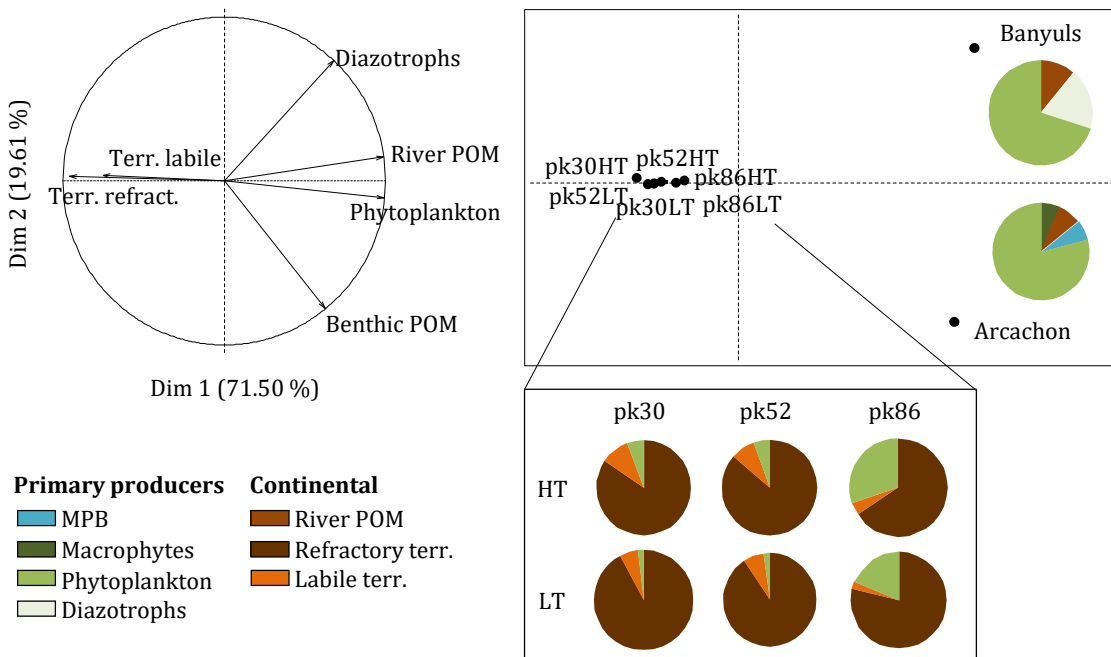 Diazotrophs
Terr. labile
River POM
Terr. refract.
Phytoplankton
Benthic POM
Dim 2 (19.61 %)
Dim 1 (71.50 %)
Banyuls
pk52HT
pk30HT
pk86HT
pk52LT
pk30LT
pk86LT
Arcachon
pk30 pk52 pk86
HT
LT
Primary producers Continental
MPB River POM
Macrophytes Refractory terr.
Phytoplankton Labile terr.
Diazotrophs